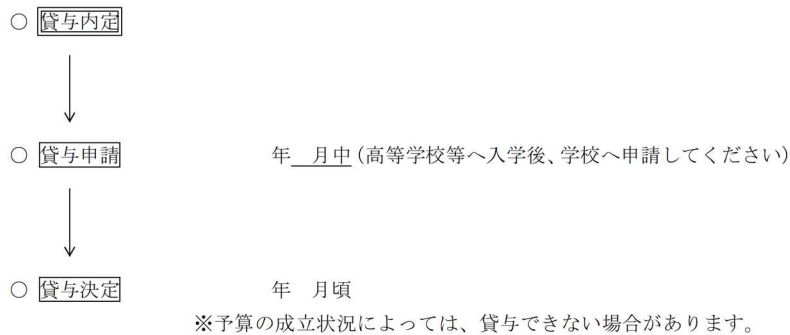 ○ 貸与内定
○ 貸与申請　　　年　月中(高等学校等へ入学後、学校へ申請してください)
○ 貸与決定　　　年　月頃
※予算の成立状況によっては、貸与できない場合があります。